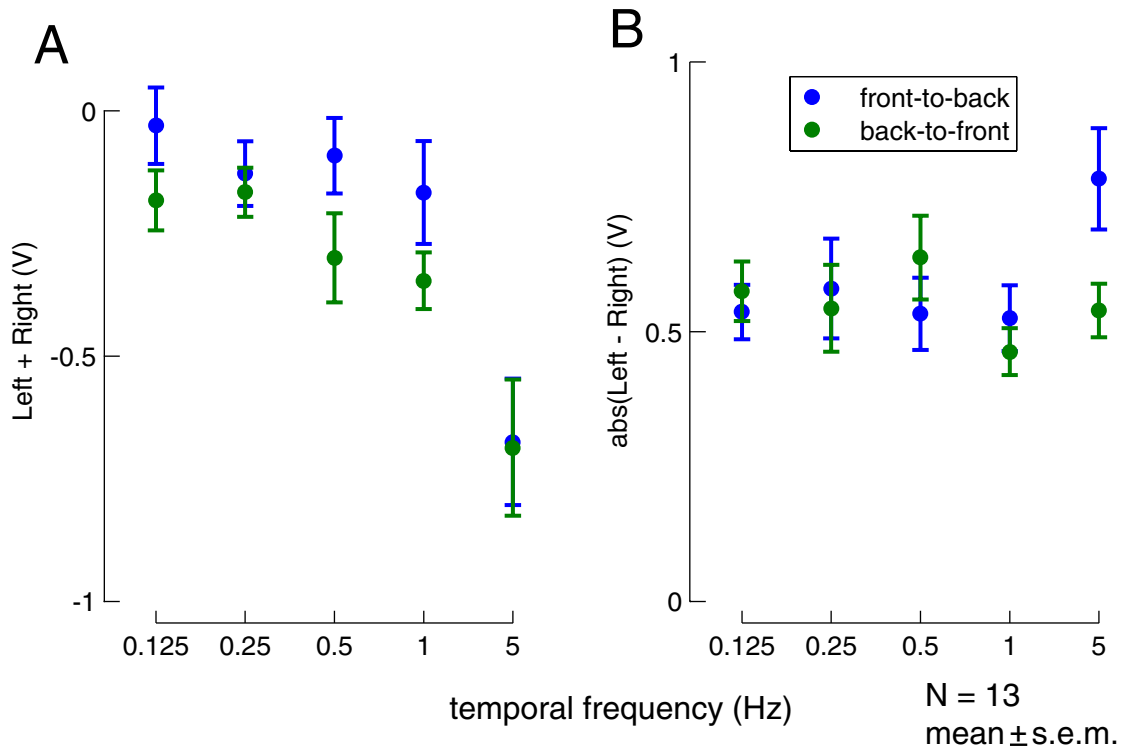 A
B
0
-0.5
-1
Left + Right (V)
0.125 0.25 0.5 1 5
1
0.5
0
abs(Left - Right) (V)
front-to-back
back-to-front
0.125 0.25 0.5 1 5
temporal frequency (Hz)
N = 13
mean ± s.e.m.